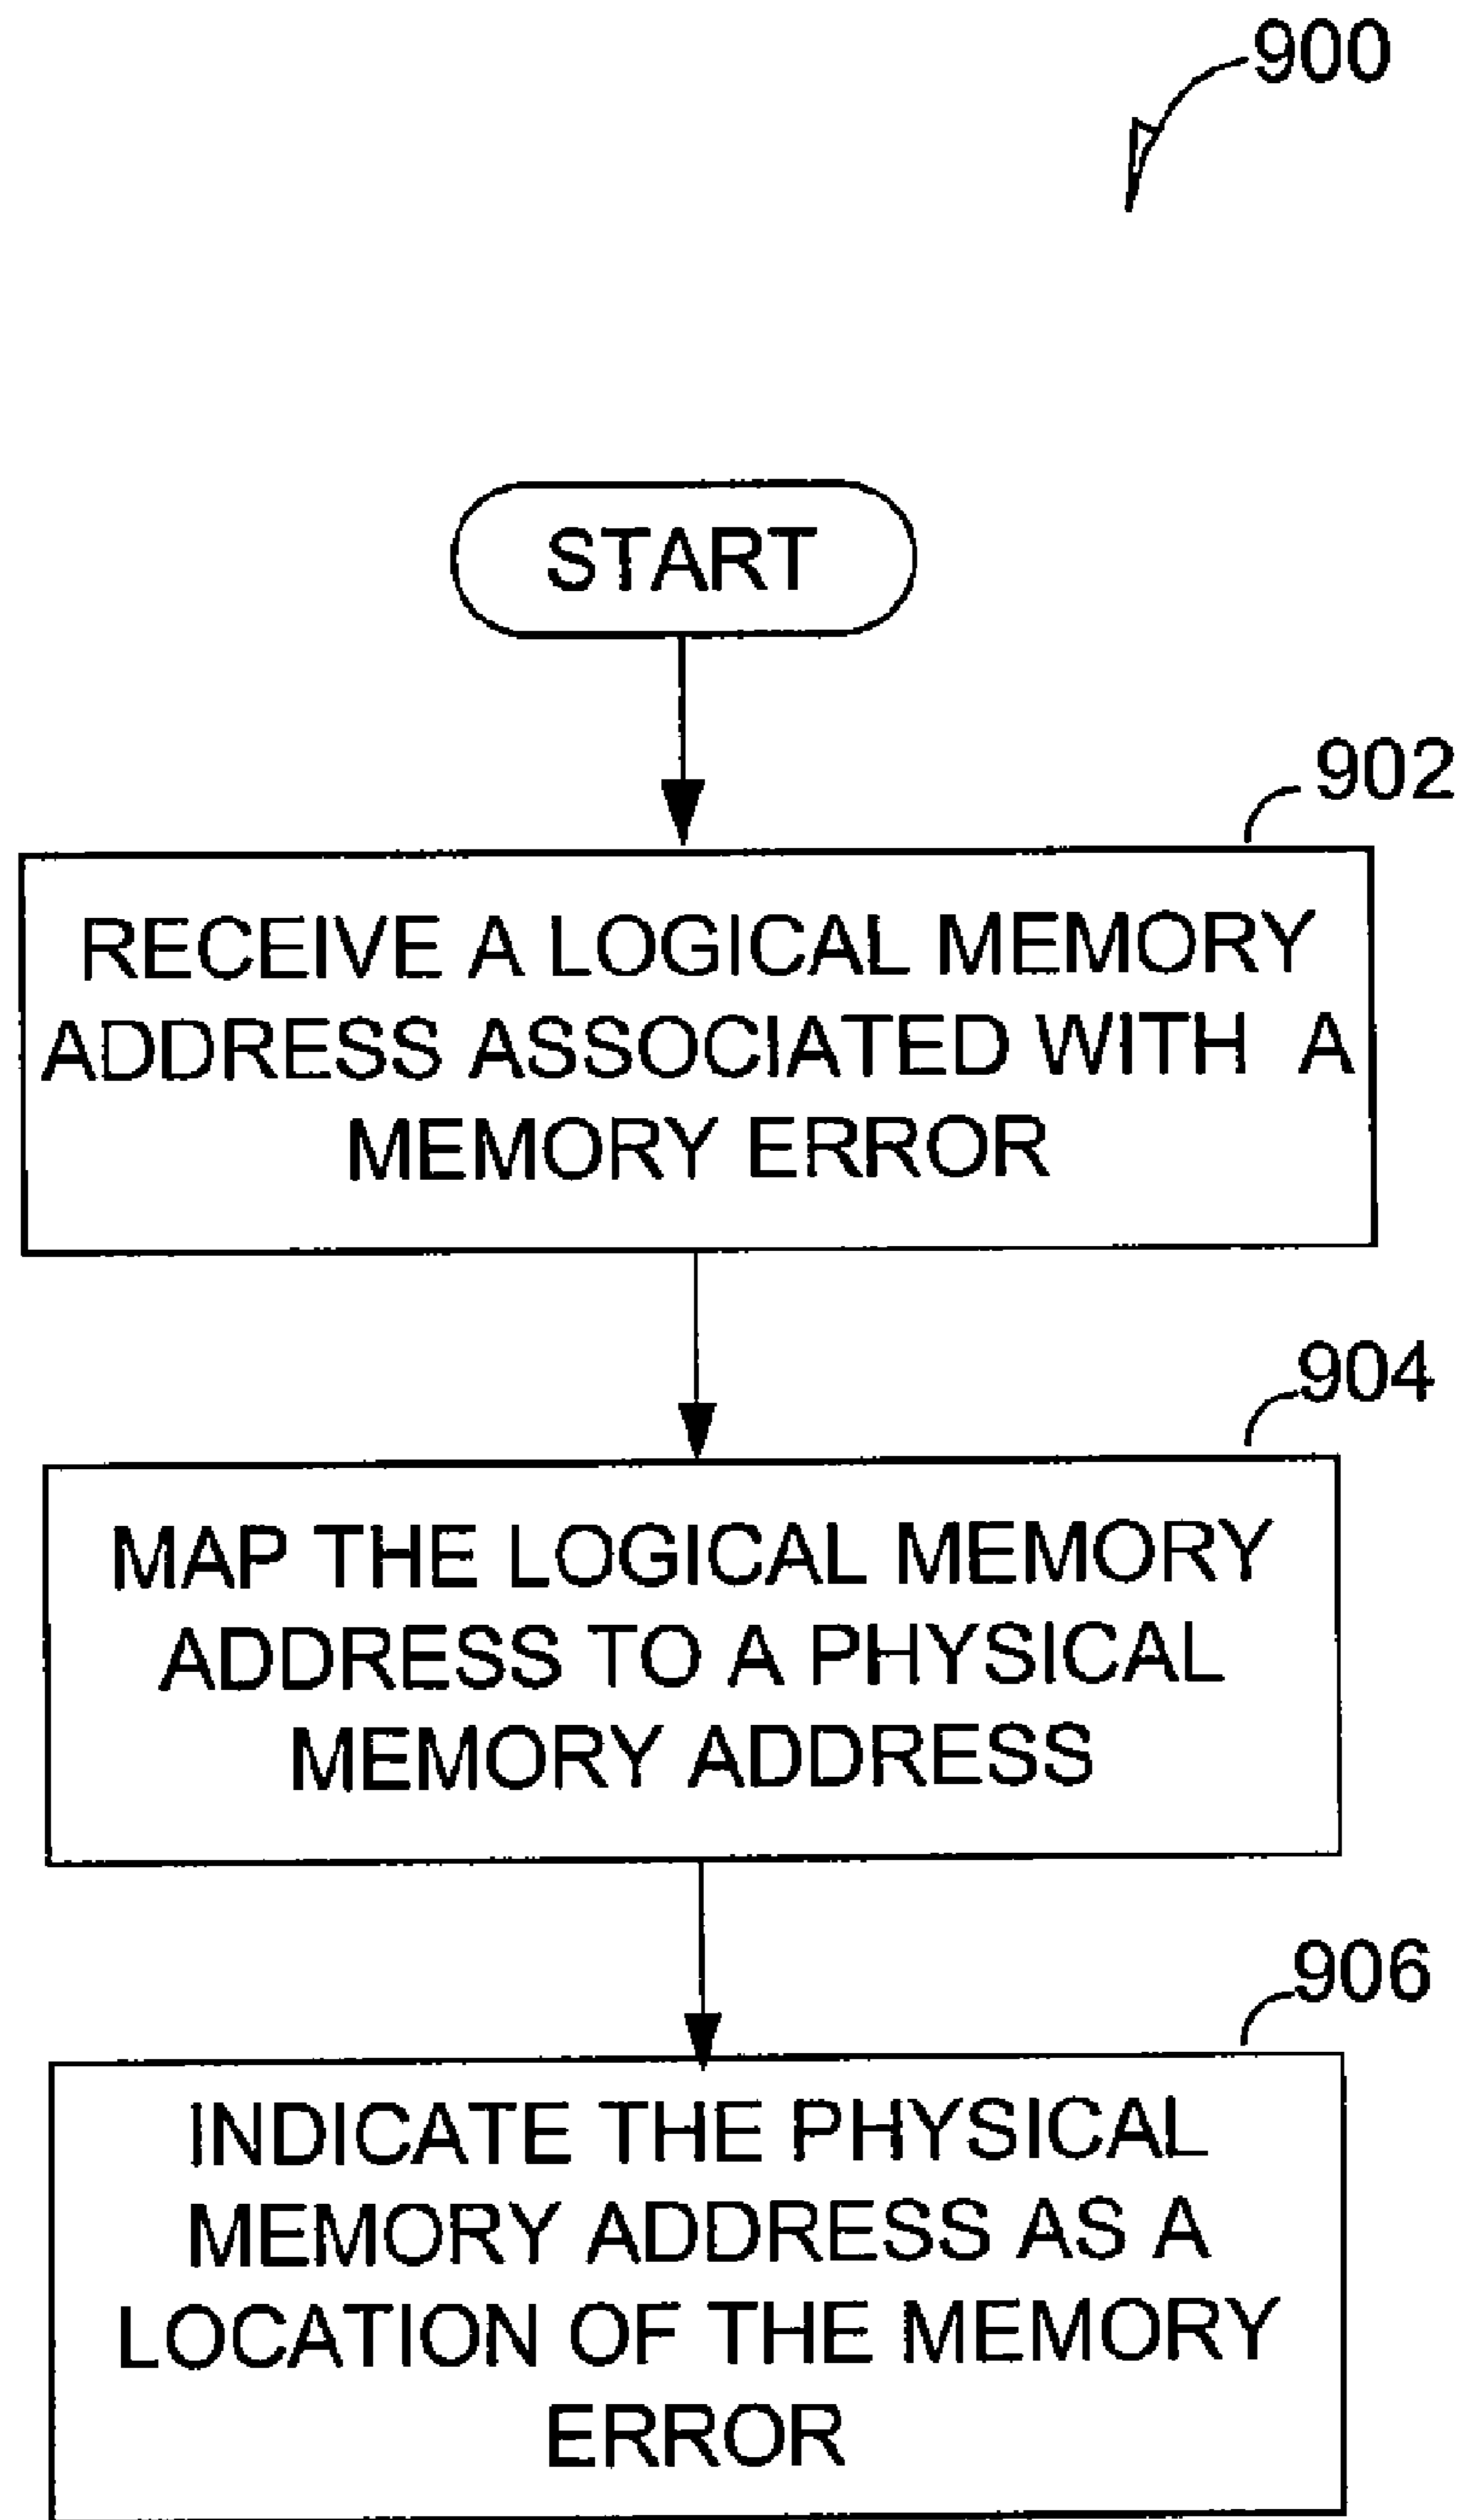 900
START
902
RECEIVE A LOGICAL MEMORY
ADDRESS ASSOCIATED WITH A
MEMORY ERROR
904
MAP THE LOGICAL MEMORY
ADDRESS TO A PHYSICAL
MEMORY ADDRESS
906
INDICATE THE PHYSICAL
MEMORY ADDRESS AS A
LOCATION OF THE MEMORY
ERROR